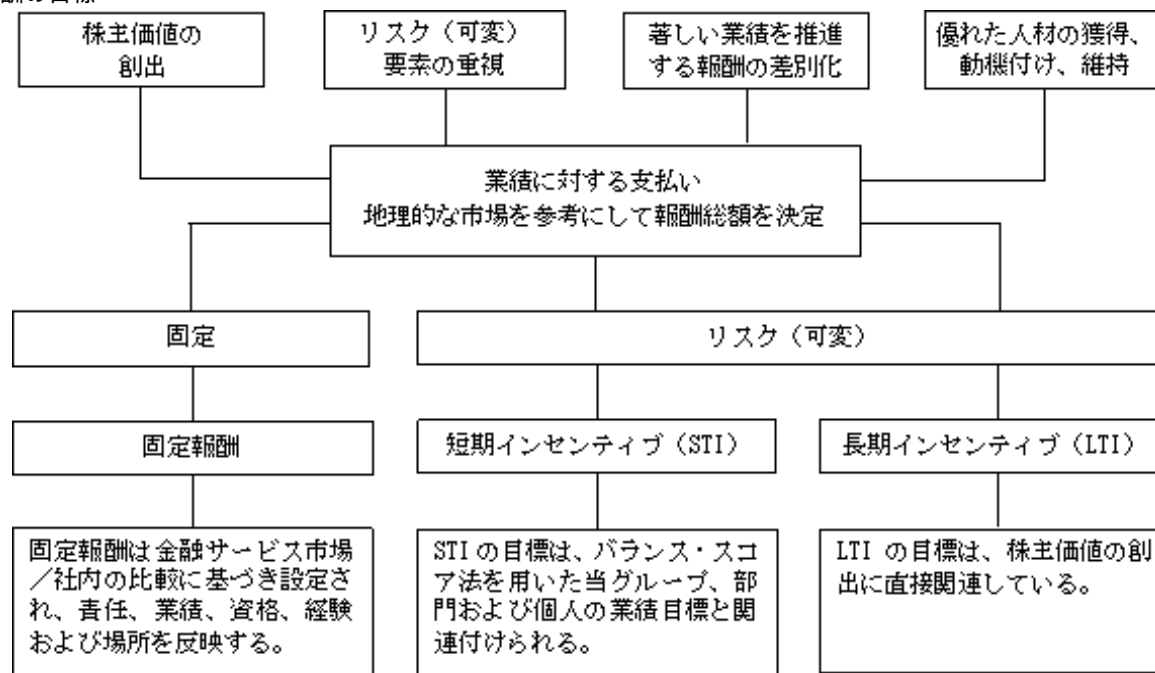 株主価値の
創出
リスク（可変）
要素の重視
著しい業績を推進
する報酬の差別化
優れた人材の獲得、
動機付け、維持
業績に対する支払い
地理的な市場を参考にして報酬総額を決定
固定
リスク（可変）
固定報酬
短期インセンティブ（STI）
長期インセンティブ（LTI）
固定報酬は金融サービス市場
／社内の比較に基づき設定さ
れ、責任、業績、資格、経験
および場所を反映する。
STI の目標は、バランス・スコ
ア法を用いた当グループ、部
門および個人の業績目標と関
連付けられる。
LTI の目標は、株主価値の創
出に直接関連している。